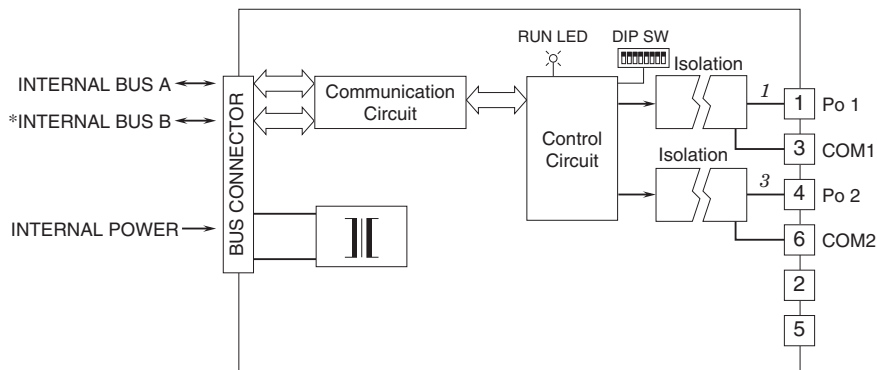 RUN LED
DIP SW
Isolation
INTERNAL BUS A
*INTERNAL BUS B
INTERNAL POWER
BUS CONNECTOR
Communication
Circuit
Control
Circuit
1
1
Po 1
3
COM1
Isolation
3
4
Po 2
6
COM2
2
5